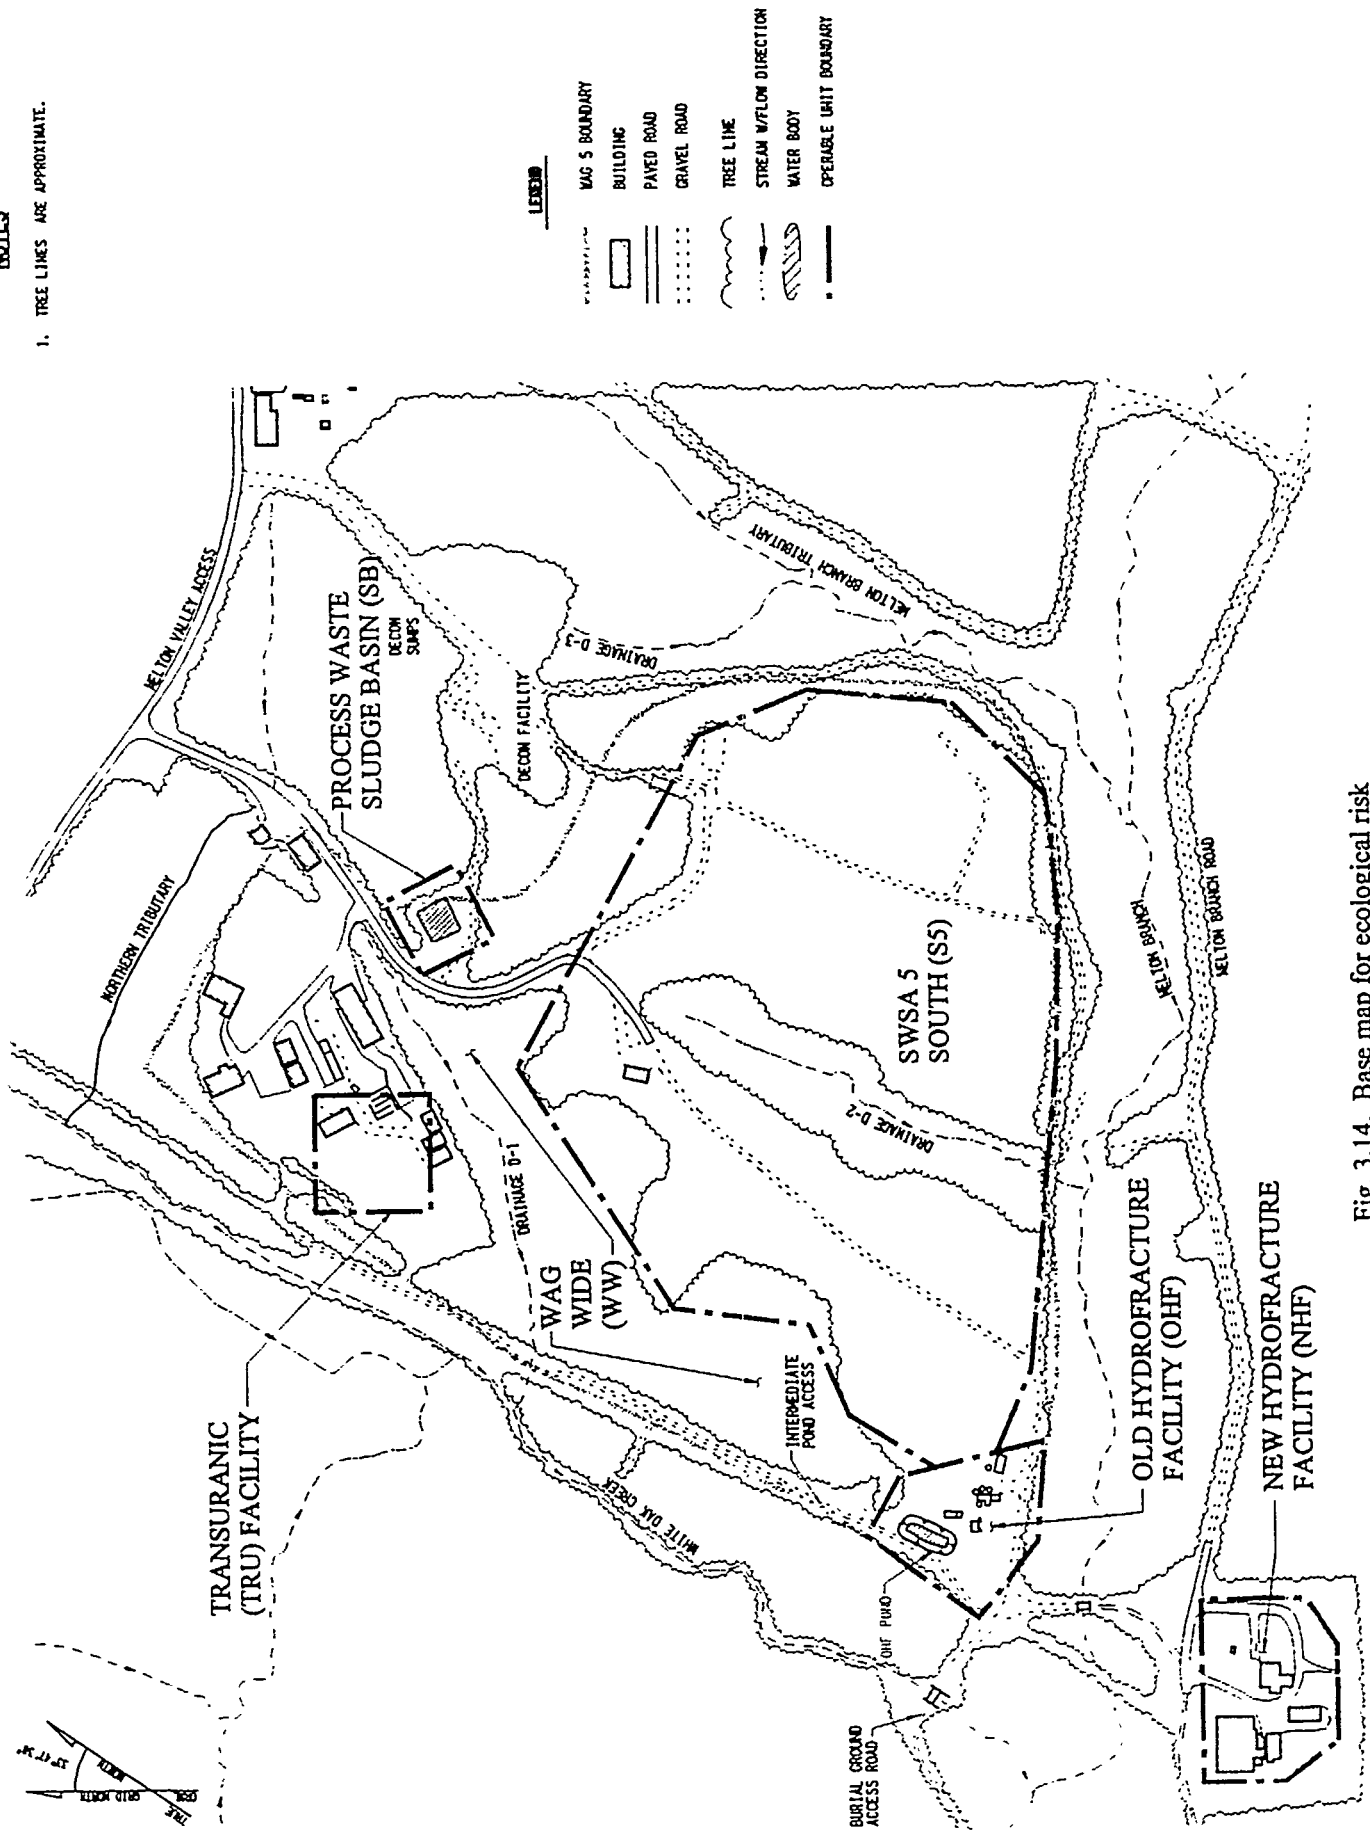 NOTES
1. TREE LINES ARE APPROXIMATE.
LEGEND
WAG 5 BOUNDARY
BUILDING
PAVED ROAD
GRAVEL ROAD
TREE LINE
STREAM W/FLOW DIRECTION
WATER BODY
OPERABLE UNIT BOUNDARY
MELTON VALLEY ACCESS
PROCESS WASTE
SLUDGE BASIN (SB)
DECON
SUMPS
DECON FACILITY
DRAINAGE D-3
MELTON BRANCH TRIBUTARY
NORTHERN TRIBUTARY
TRANSURANIC
(TRU) FACILITY
DRAINAGE D-1
WAG
WIDE
(WW)
SWSA 5
SOUTH (S5)
DRAINAGE D-2
MELTON BRANCH
MELTON BRANCH ROAD
INTERMEDIATE
POND ACCESS
WHITE OAK CREEK
OHF POND
OLD HYDROFRACTURE
FACILITY (OHF)
NEW HYDROFRACTURE
FACILITY (NHF)
BURIAL GROUND
ACCESS ROAD
GRID NORTH
TRUE
NORTH
Fig. 3.14. Base map for ecological risk